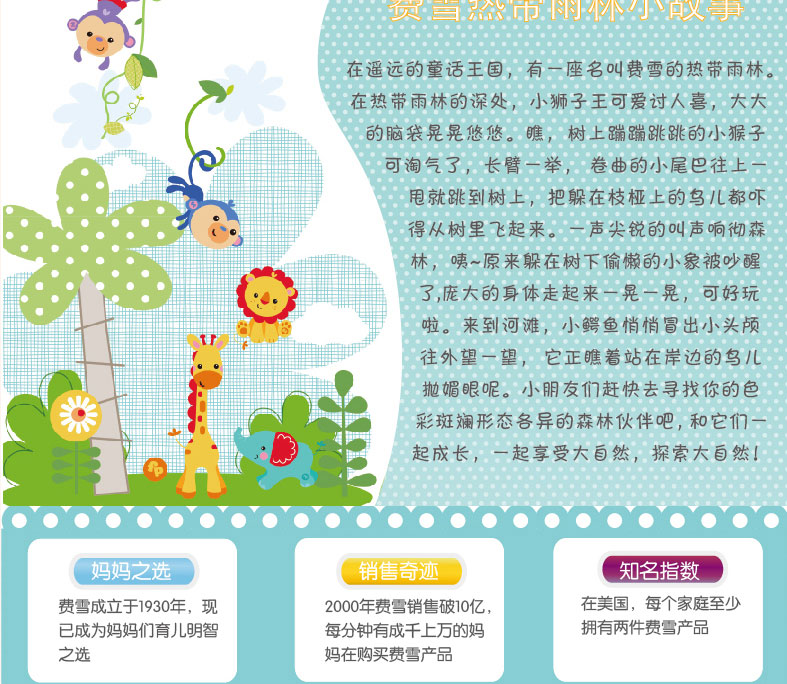 费雪热带雨林小故事
在遥远的童话王国，有一座名叫费雪的热带雨林。
在热带雨林的深处，小狮子王可爱讨人喜，大大
的脑袋晃晃悠悠。瞧，树上蹦蹦跳跳的小猴子
可淘气了，长臂一举， 卷曲的小尾巴往上一
甩就跳到树上，把躲在枝桠上的鸟儿都吓
得从树里飞起来。一声尖锐的叫声响彻森
林，咦~原来躲在树下偷懒的小象被吵醒
了,庞大的身体走起来一晃一晃，可好玩
啦。来到河滩，小鳄鱼悄悄冒出小头颅
往外望一望， 它正瞧着站在岸边的鸟儿
抛媚眼呢。小朋友们赶快去寻找你的色
彩斑斓形态各异的森林伙伴吧,和它们一
起成长，一起享受大自然，探索大自然!
妈妈之选
费雪成立于1930年，现
已成为妈妈们育儿明智
之选
销售奇迹
2000年费雪销售破10亿，
每分钟有成千上万的妈
妈在购买费雪产品
知名指数
在美国，每个家庭至少
拥有两件费雪产品